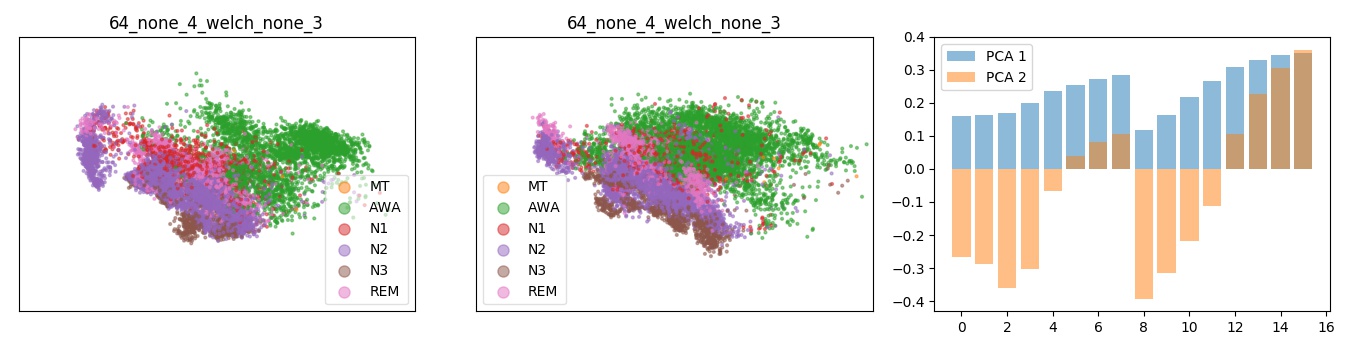 64_none_4_welch_none_3
MT
AWA
N1
N2
N3
REM
64_none_4_welch_none_3
MT
AWA
N1
N2
N3
REM
PCA 1
PCA 2
0.4
0.3
0.2
0.1
0.0
−0.1
−0.2
−0.3
−0.4
0 2 4 6 8 10 12 14 16